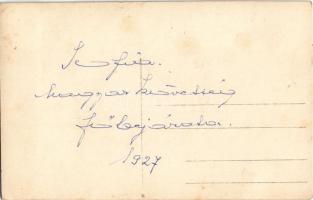 Szófia.
Magyar követség
főbejárata.
1927